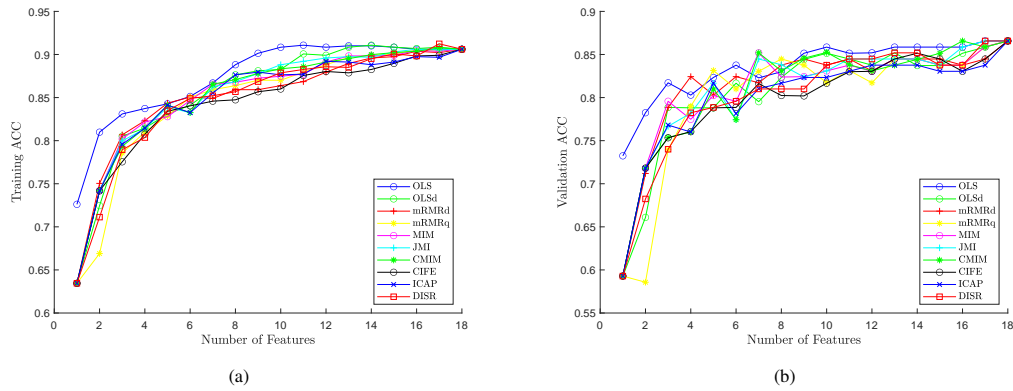 0.95
0.9
0.85
0.8
0.75
0.7
0.65
0.6
Training ACC
0 2 4 6 8 10 12 14 16 18
Number of Features
OLS
OLSd
mRMRd
mRMRq
MIM
JMI
CMIM
CIFE
ICAP
DISR
(a)
0.9
0.85
0.8
0.75
0.7
0.65
0.6
0.55
Validation ACC
0 2 4 6 8 10 12 14 16 18
Number of Features
OLS
OLSd
mRMRd
mRMRq
MIM
JMI
CMIM
CIFE
ICAP
DISR
(b)